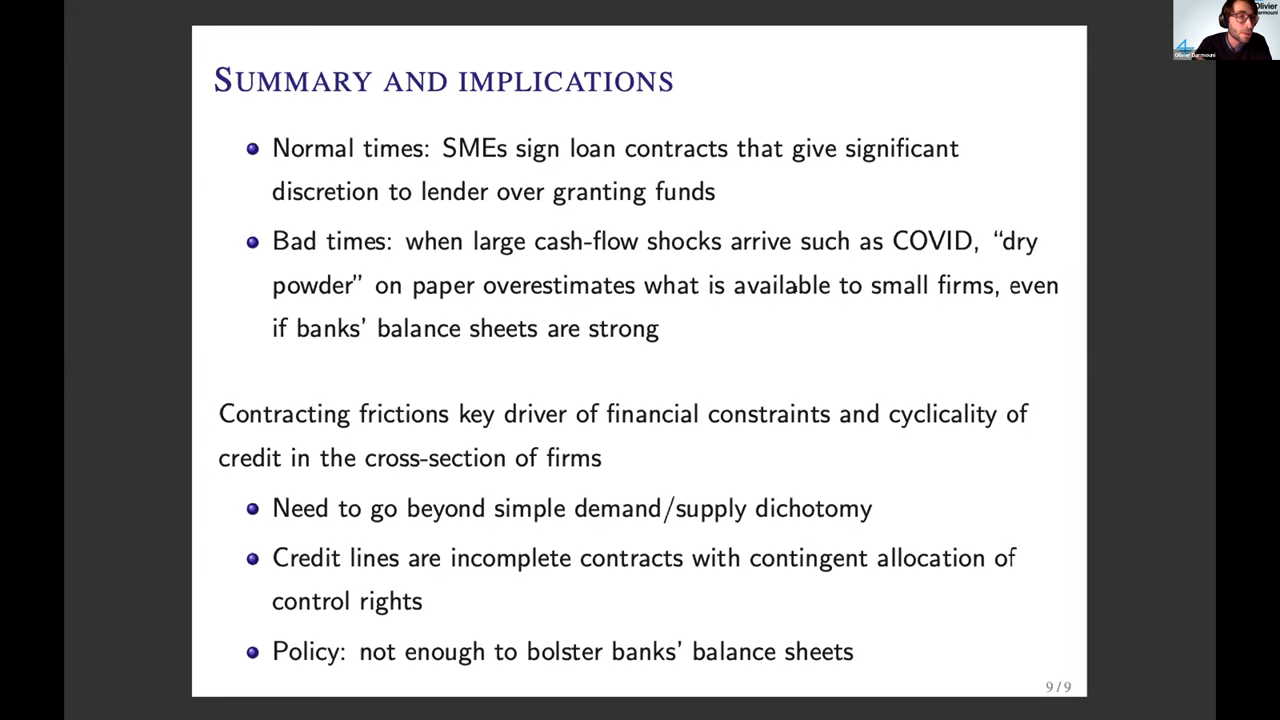 SUMMARY AND IMPLICATIONS
Normal times: SMEs sign loan contracts that give significant
discretion to lender over granting funds
Bad times: when large cash-flow shocks arrive such as COVID, “dry
powder” on paper overestimates what is available to small firms, even
if banks’ balance sheets are strong
Contracting frictions key driver of financial constraints and cyclicality of
credit in the cross-section of firms
Need to go beyond simple demand/supply dichotomy
Credit lines are incomplete contracts with contingent allocation of
control rights
Policy: not enough to bolster banks’ balance sheets
9/9
Olivier
Olivier Darmouni